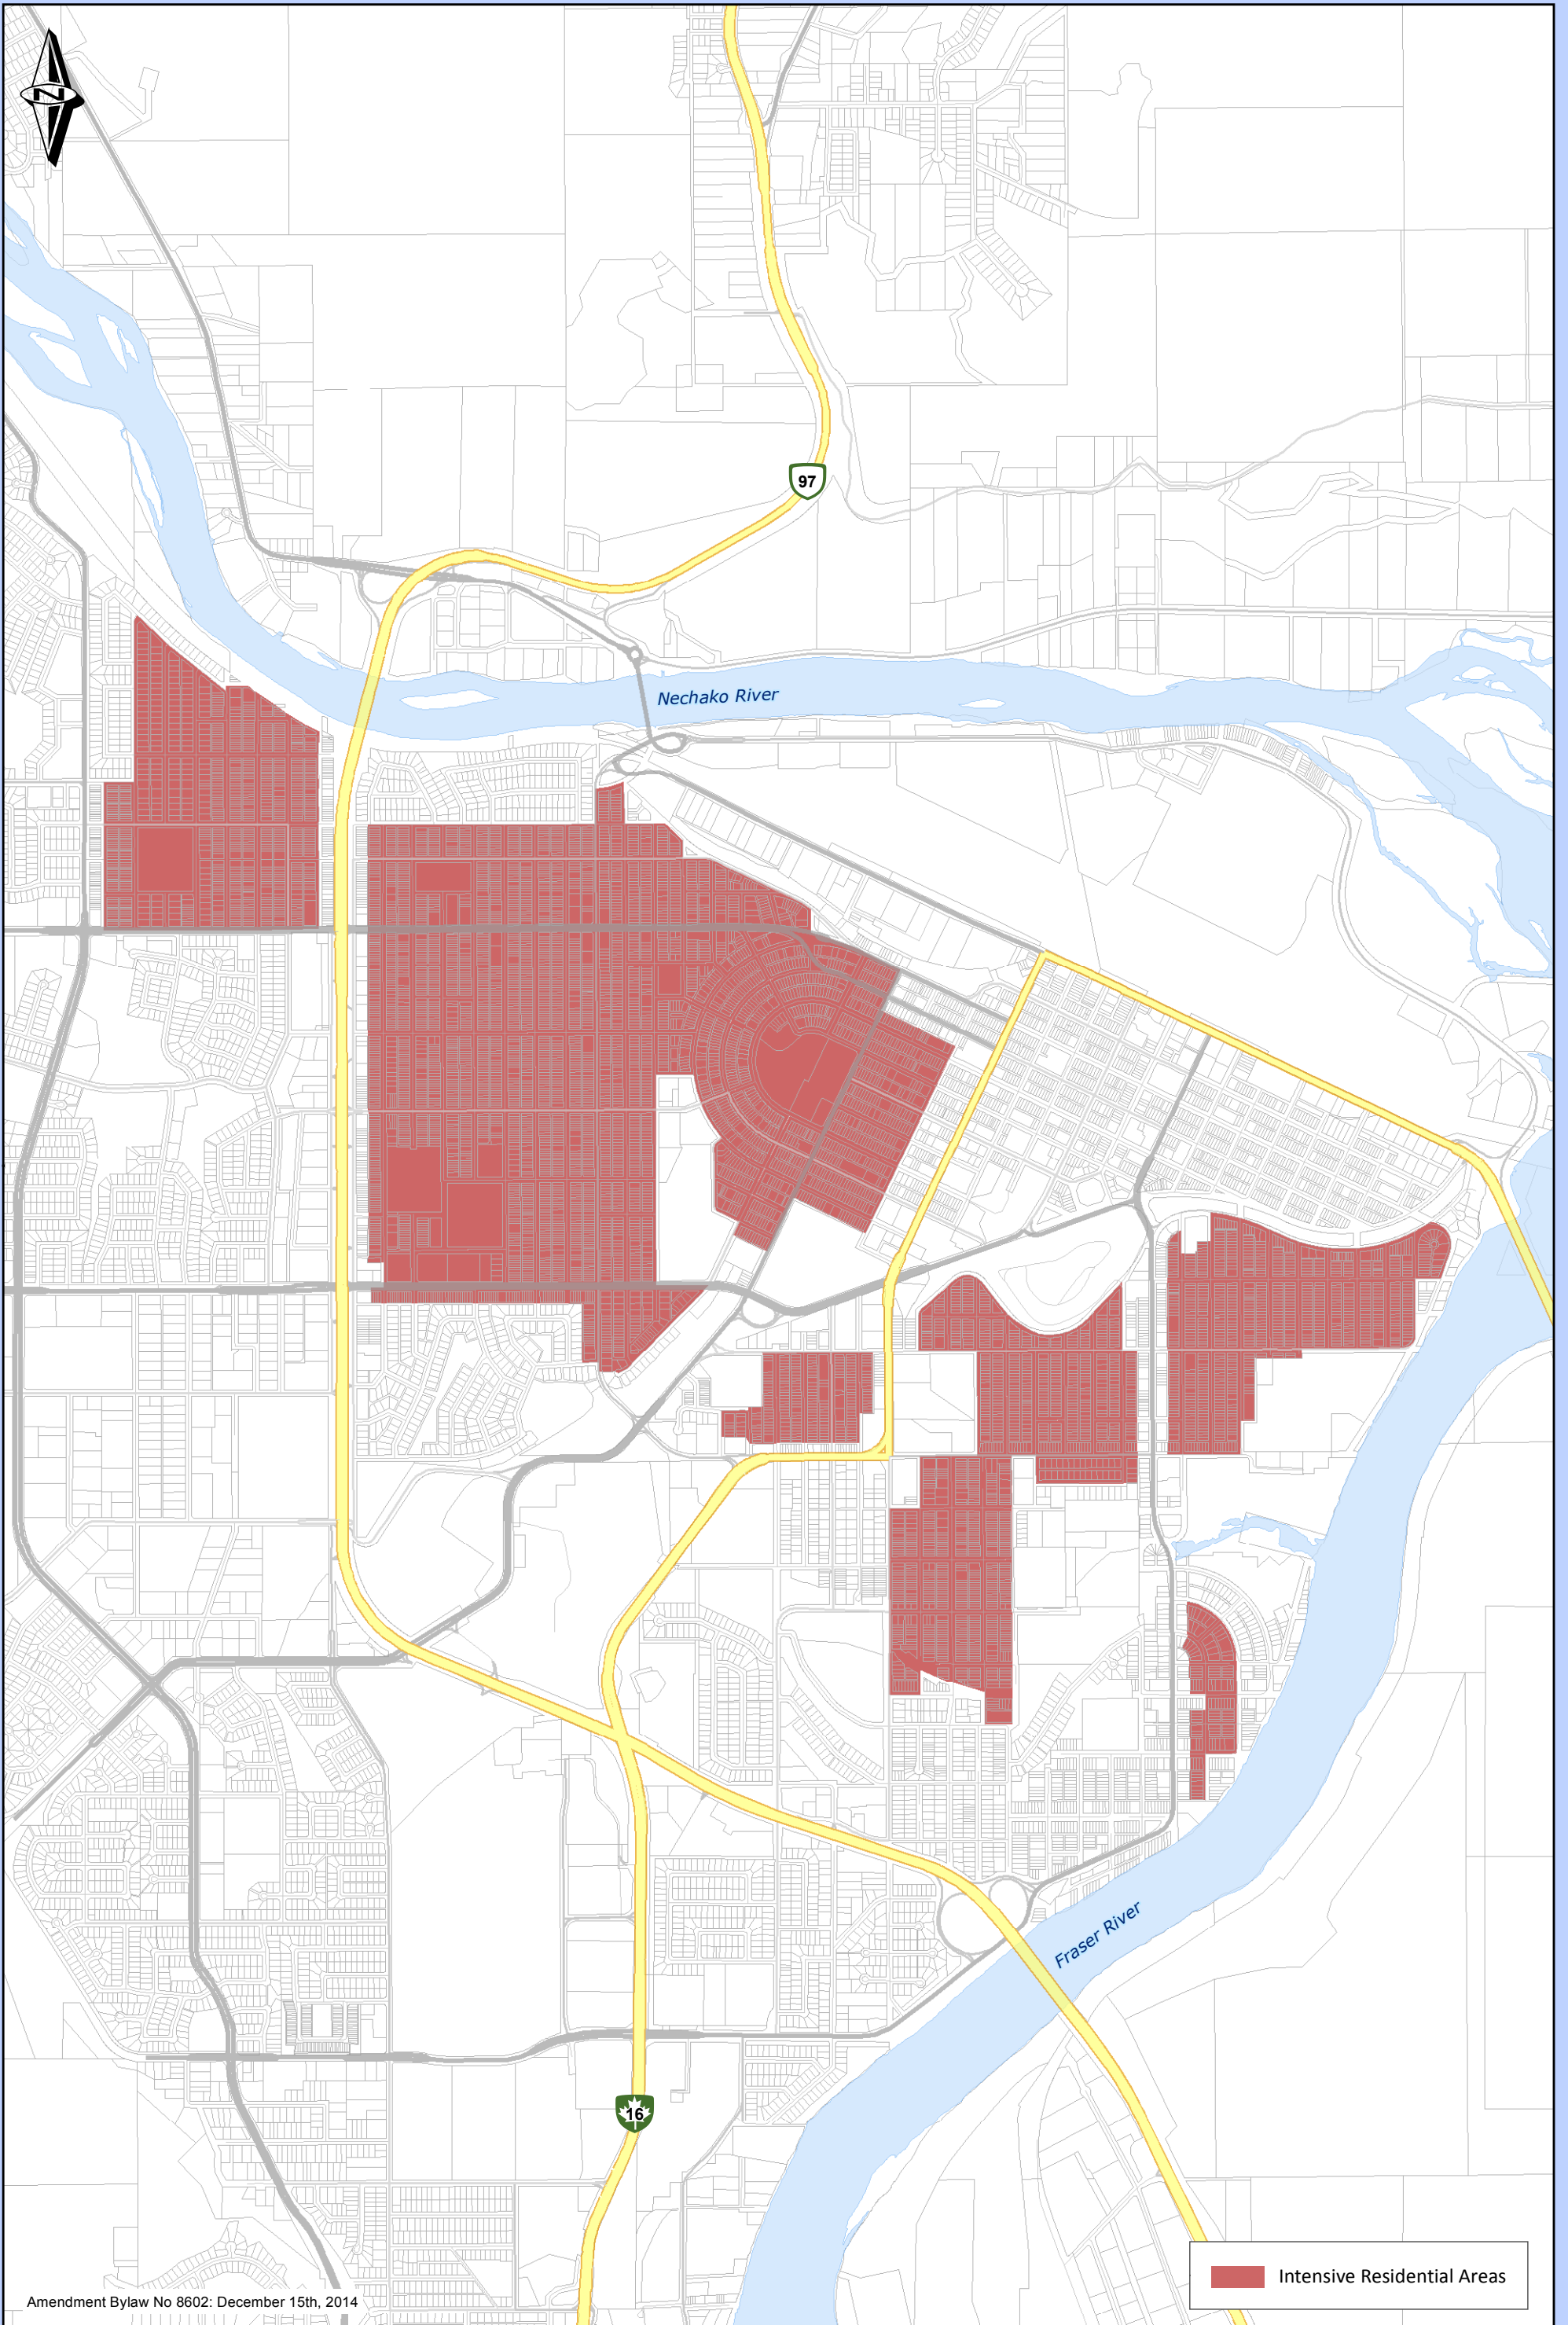 N
97
Nechako River
Fraser River
16
Intensive Residential Areas
Amendment Bylaw No 8602: December 15th, 2014